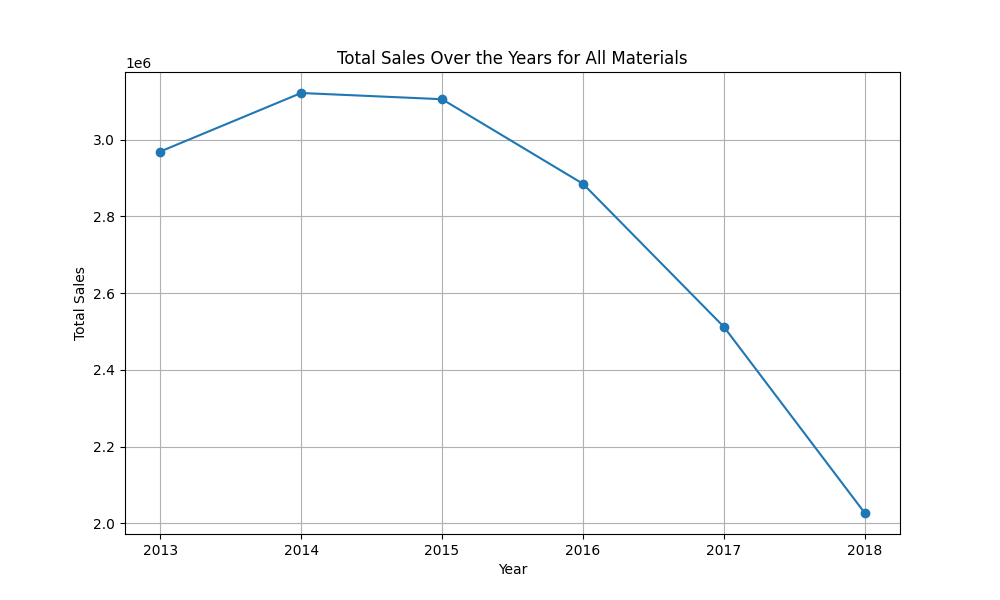 Total Sales Over the Years for All Materials
1e6
3.0
2.8
2.6
2.4
2.2
2.0
Total Sales
2013 2014 2015 2016 2017 2018
Year